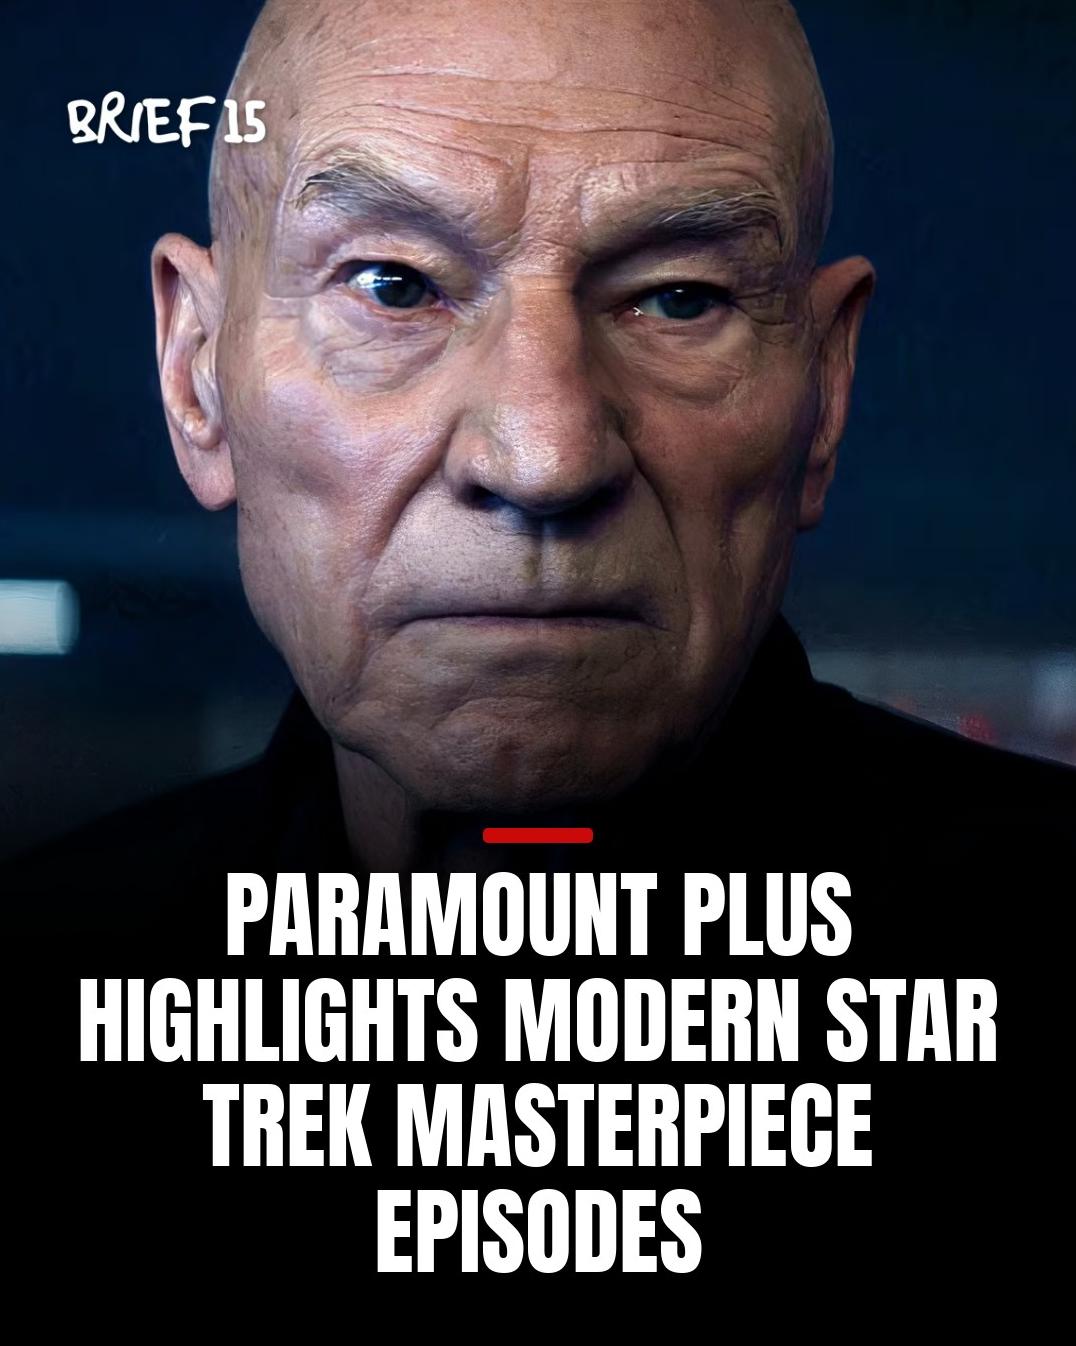 BRIEF 15
PARAMOUNT PLUS
HIGHLIGHTS MODERN STAR
TREK MASTERPIECE
EPISODES